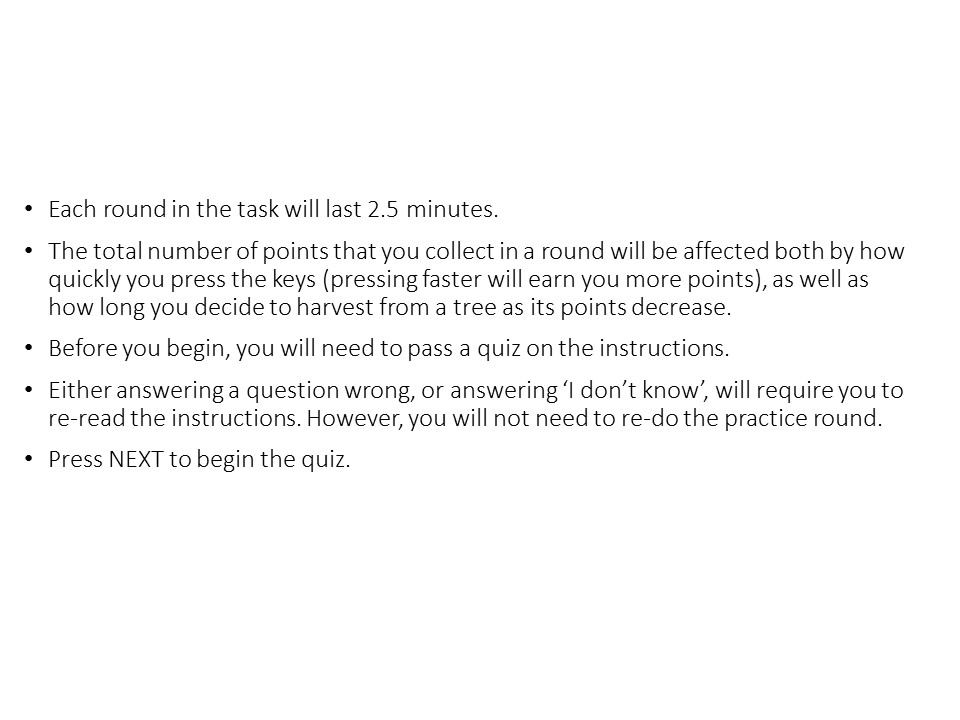 • Each round in the task will last 2.5 minutes.
• The total number of points that you collect in a round will be affected both by how
quickly you press the keys (pressing faster will earn you more points), as well as
how long you decide to harvest from a tree as its points decrease.
• Before you begin, you will need to pass a quiz on the instructions.
• Either answering a question wrong, or answering ‘I don’t know’, will require you to
re-read the instructions. However, you will not need to re-do the practice round.
• Press NEXT to begin the quiz.